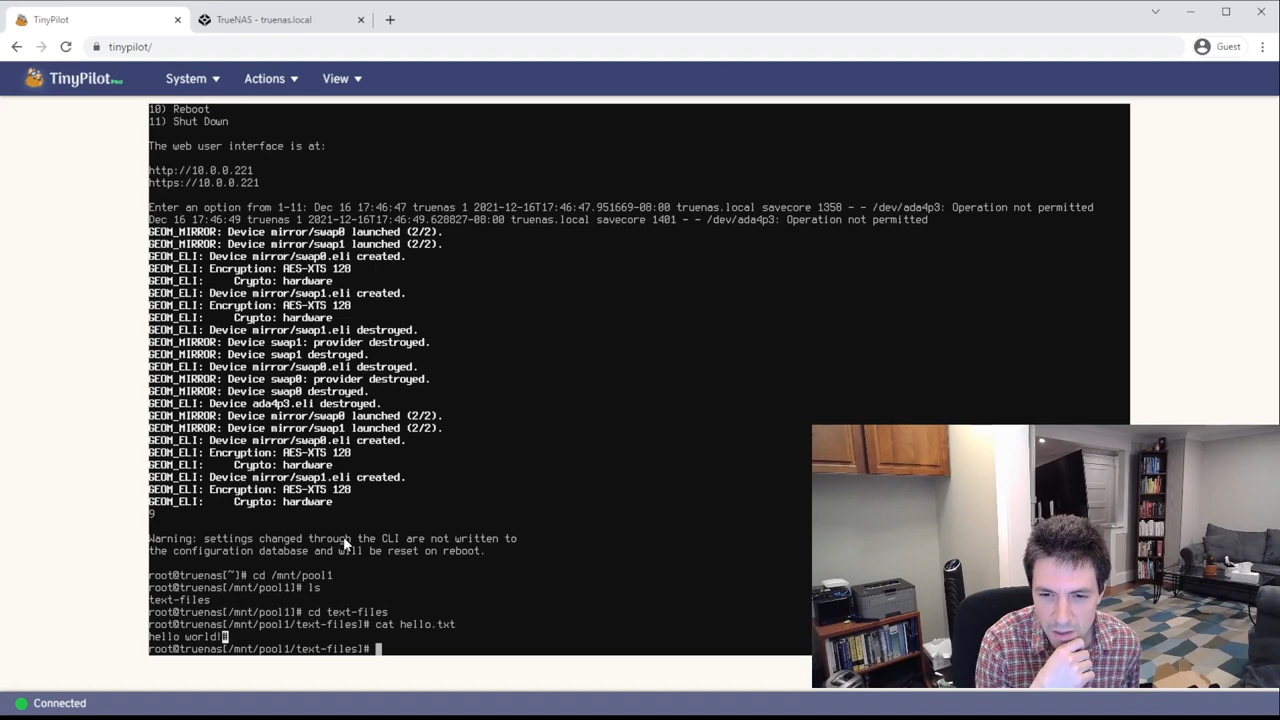 TinyPilot
TrueNAS - truenas.local
tinypilot/
Guest
TinyPilot PRO
System
Actions
View
10) Reboot
11) Shut Down
The web user interface is at:
http://10.0.0.221
https://10.0.0.221
Enter an option from 1-11: Dec 16 17:46:47 truenas 1 2021-12-16T17:46:47.951669-08:00 truenas.local savecore 1358 - - /dev/ada4p3: Operation not permitted
Dec 16 17:46:49 truenas 1 2021-12-16T17:46:49.628827-08:00 truenas.local savecore 1401 - - /dev/ada4p3: Operation not permitted
GEOM_MIRROR: Device mirror/swap0 launched (2/2).
GEOM_MIRROR: Device mirror/swap1 launched (2/2).
GEOM_ELI: Device mirror/swap0.eli created.
GEOM_ELI: Encryption: AES-XTS 128
GEOM_ELI:     Crypto: hardware
GEOM_ELI: Device mirror/swap1.eli created.
GEOM_ELI: Encryption: AES-XTS 128
GEOM_ELI:     Crypto: hardware
GEOM_ELI: Device mirror/swap1.eli destroyed.
GEOM_MIRROR: Device swap1: provider destroyed.
GEOM_MIRROR: Device swap1 destroyed.
GEOM_ELI: Device mirror/swap0.eli destroyed.
GEOM_MIRROR: Device swap0: provider destroyed.
GEOM_MIRROR: Device swap0 destroyed.
GEOM_ELI: Device ada4p3.eli destroyed.
GEOM_MIRROR: Device mirror/swap0 launched (2/2).
GEOM_MIRROR: Device mirror/swap1 launched (2/2).
GEOM_ELI: Device mirror/swap0.eli created.
GEOM_ELI: Encryption: AES-XTS 128
GEOM_ELI:     Crypto: hardware
GEOM_ELI: Device mirror/swap1.eli created.
GEOM_ELI: Encryption: AES-XTS 128
GEOM_ELI:     Crypto: hardware
9
Warning: settings changed through the CLI are not written to
the configuration database and will be reset on reboot.
root@truenas[~]# cd /mnt/pool1
root@truenas[/mnt/pool1]# ls
text-files
root@truenas[/mnt/pool1]# cd text-files
root@truenas[/mnt/pool1/text-files]# cat hello.txt
hello world!#
root@truenas[/mnt/pool1/text-files]#
Connected